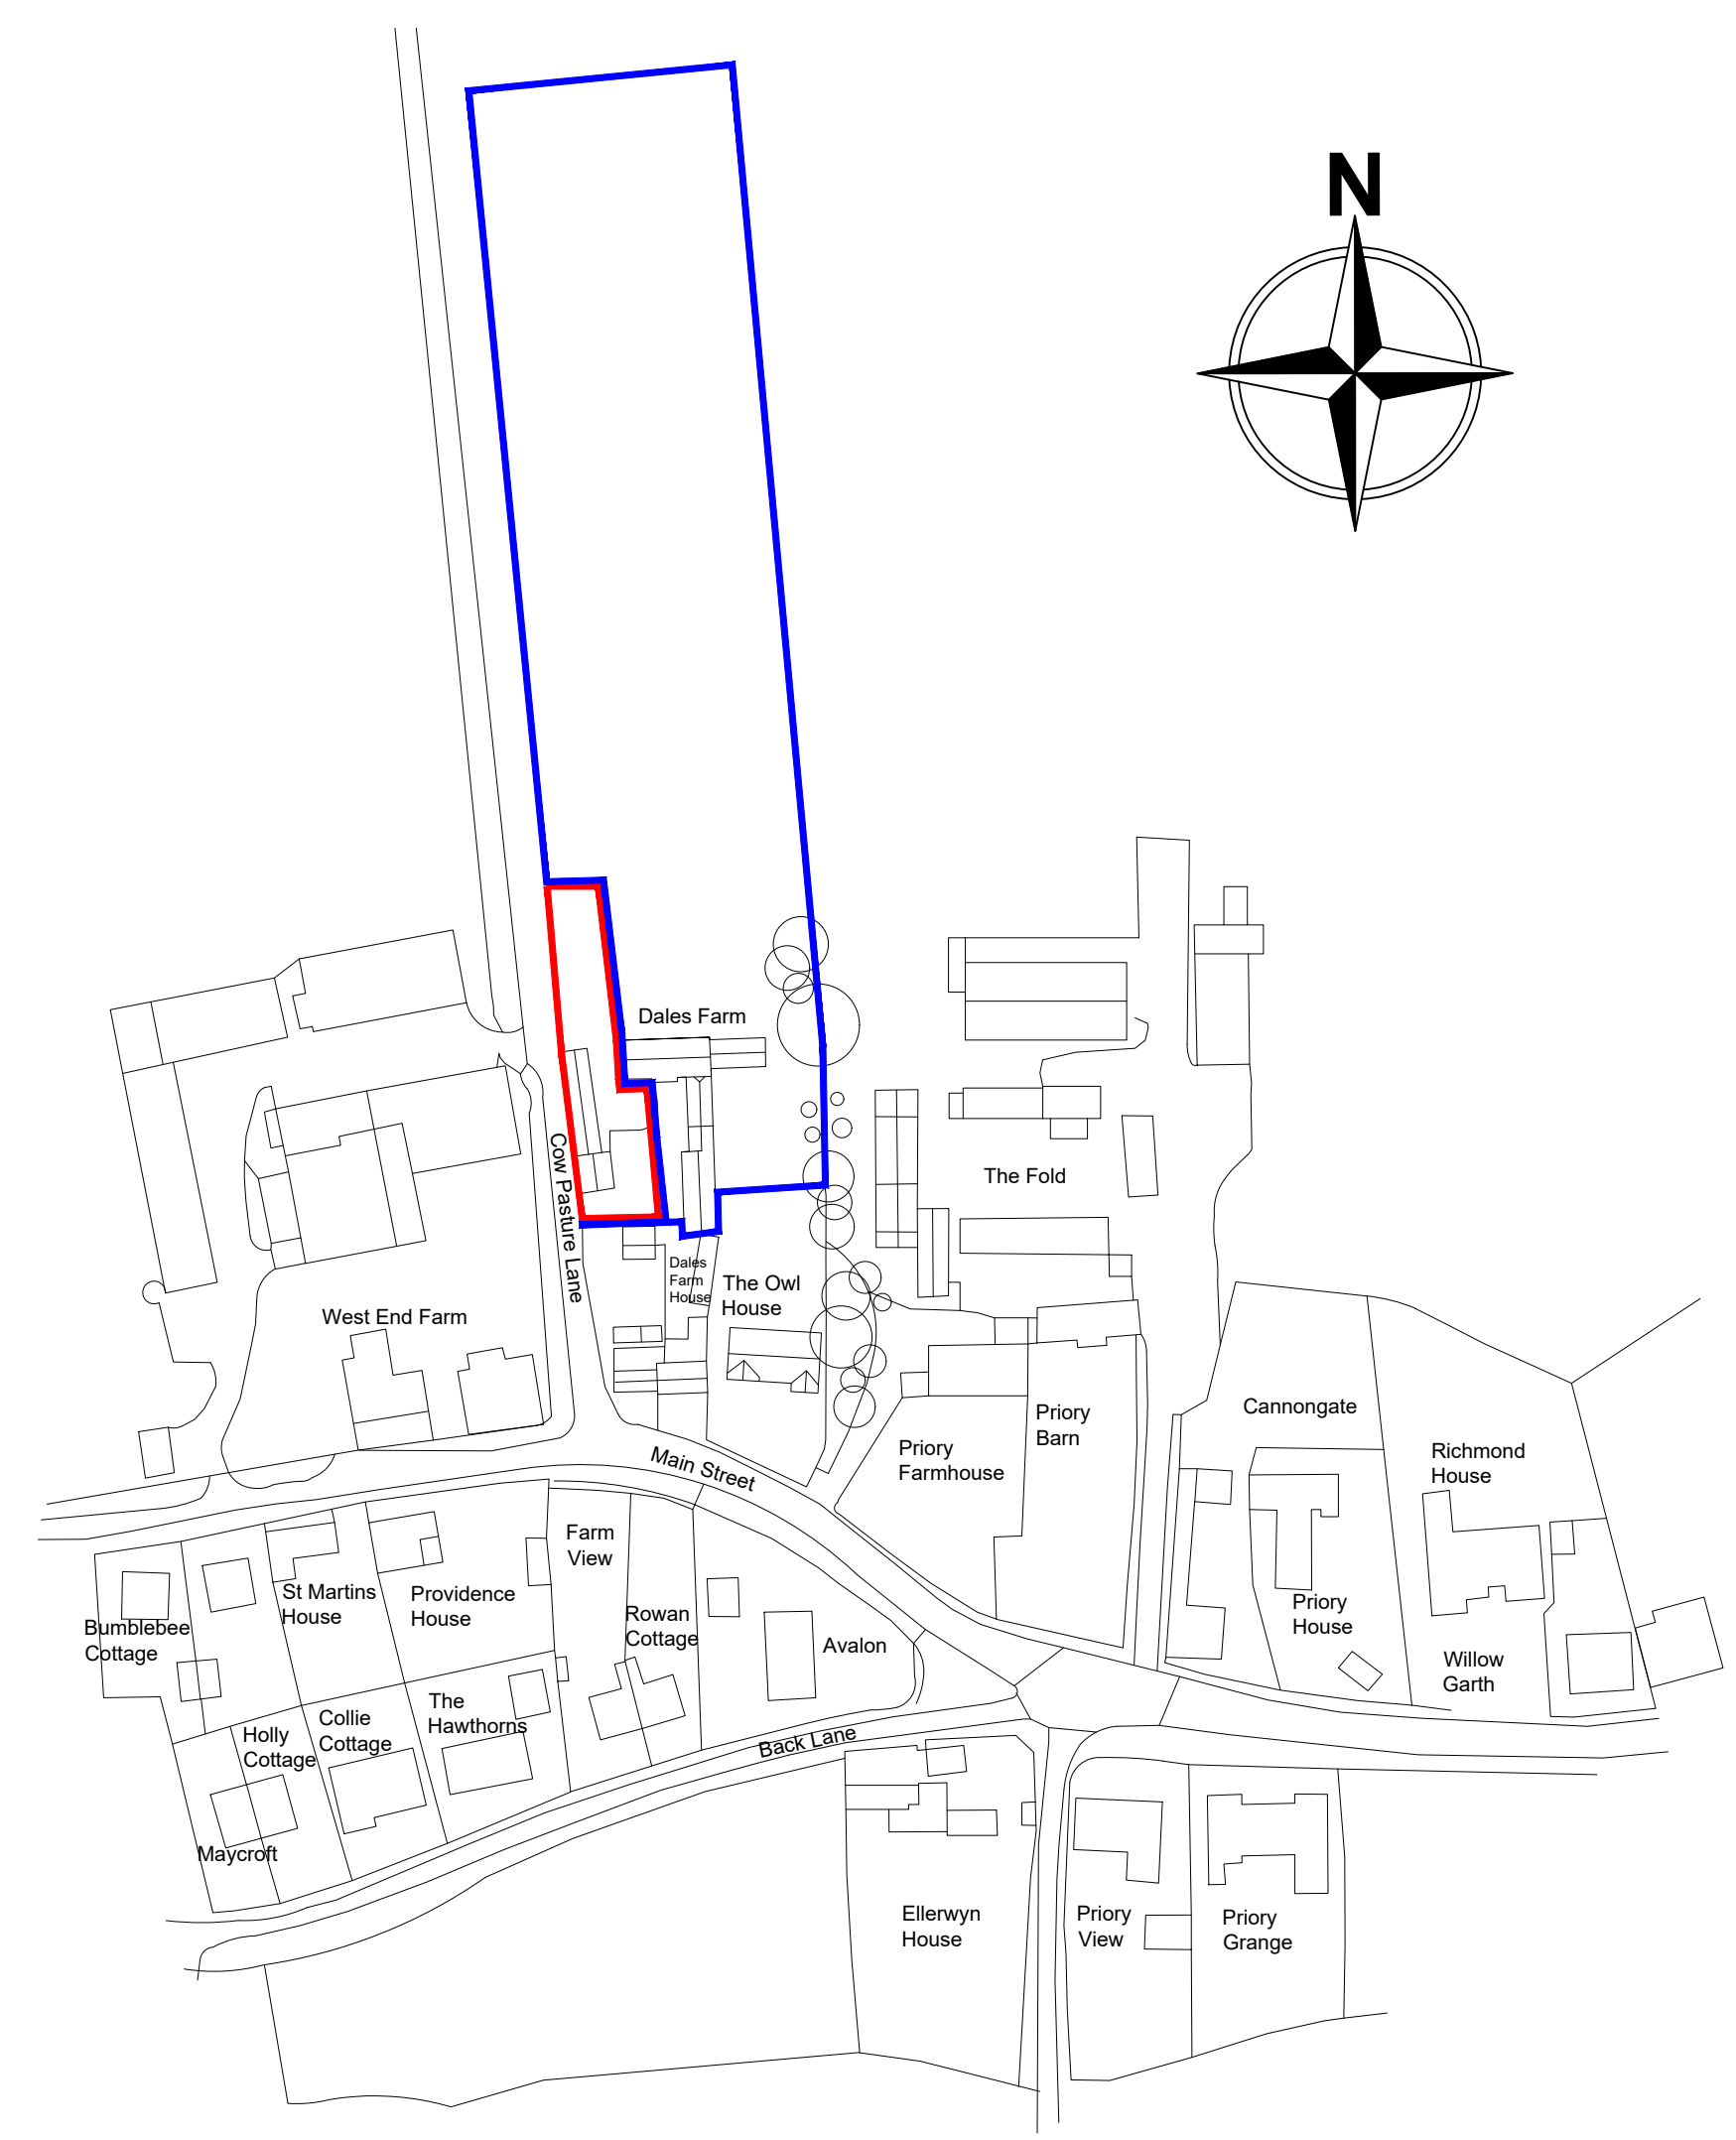 N
Dales Farm
Cow Pasture Lane
The Fold
Dales
Farm
House
The Owl
House
West End Farm
Cannongate
Priory
Barn
Priory
Farmhouse
Richmond
House
Main Street
Farm
View
St Martins
House
Providence
House
Bumblebee
Cottage
Rowan
Cottage
Avalon
Priory
House
Willow
Garth
The
Hawthorns
Collie
Cottage
Holly
Cottage
Back Lane
Maycroft
Ellerwyn
House
Priory
View
Priory
Grange